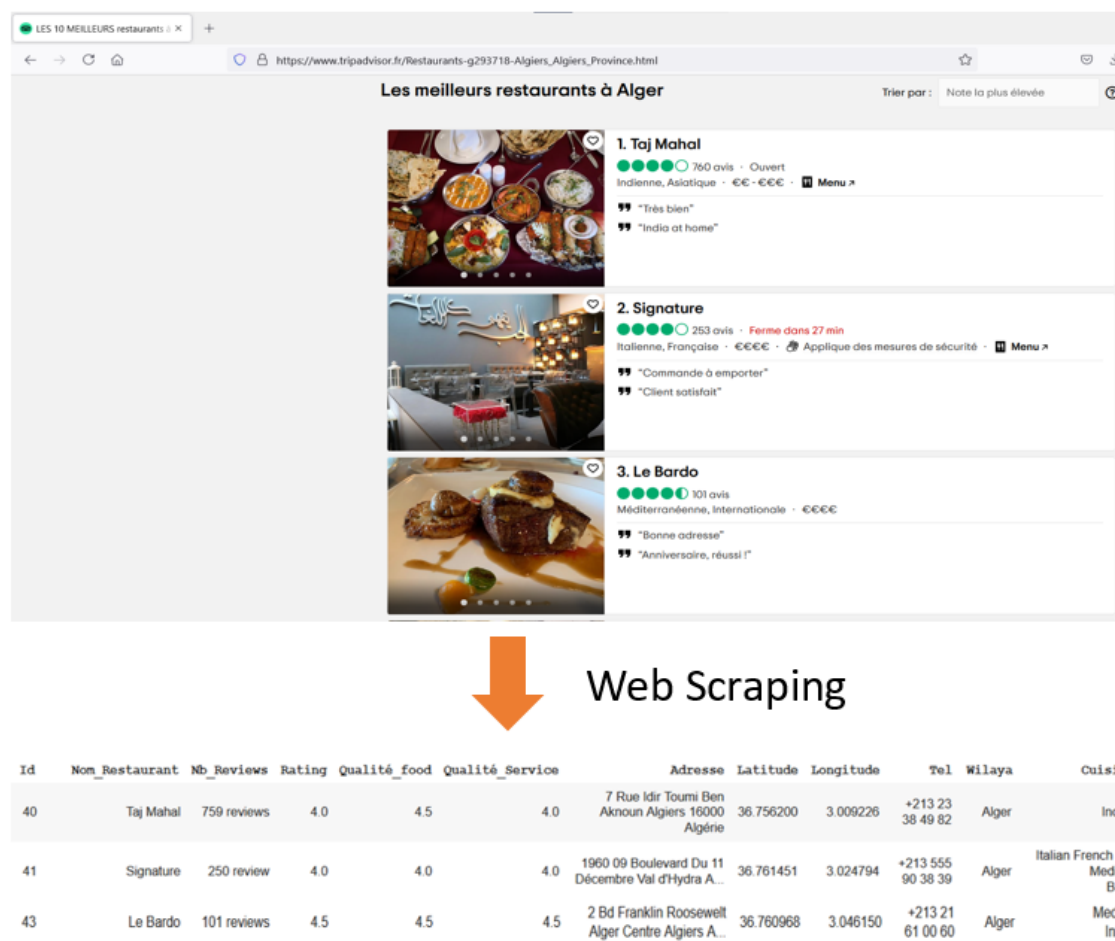 LES 10 MEILLEURS restaurants à
https://www.tripadvisor.fr/Restaurants-g293718-Algiers_Algiers_Province.html
Les meilleurs restaurants à Alger
Trier par : Note la plus élevée
1. Taj Mahal
760 avis · Ouvert
Indienne, Asiatique · €€-€€€ · Menu
"Très bien"
"India at home"
2. Signature
253 avis · Ferme dans 27 min
Italienne, Française · €€€€ · Applique des mesures de sécurité · Menu
"Commande à emporter"
"Client satisfait"
3. Le Bardo
101 avis
Méditerranéenne, Internationale · €€€€
"Bonne adresse"
"Anniversaire, réussi !"
Web Scraping
Id Nom_Restaurant Nb_Reviews Rating Qualité_food Qualité_Service Adresse Latitude Longitude Tel Wilaya Cuisi
40 Taj Mahal 759 reviews 4.0 4.5 4.0 7 Rue Idir Toumi Ben Aknoun Algiers 16000 Algérie 36.756200 3.009226 +213 23 38 49 82 Alger Ind
41 Signature 250 review 4.0 4.0 4.0 1960 09 Boulevard Du 11 Décembre Val d'Hydra A... 36.761451 3.024794 +213 555 90 38 39 Alger Italian French Med B
43 Le Bardo 101 reviews 4.5 4.5 4.5 2 Bd Franklin Roosewelt Alger Centre Algiers A... 36.760968 3.046150 +213 21 61 00 60 Alger Med In